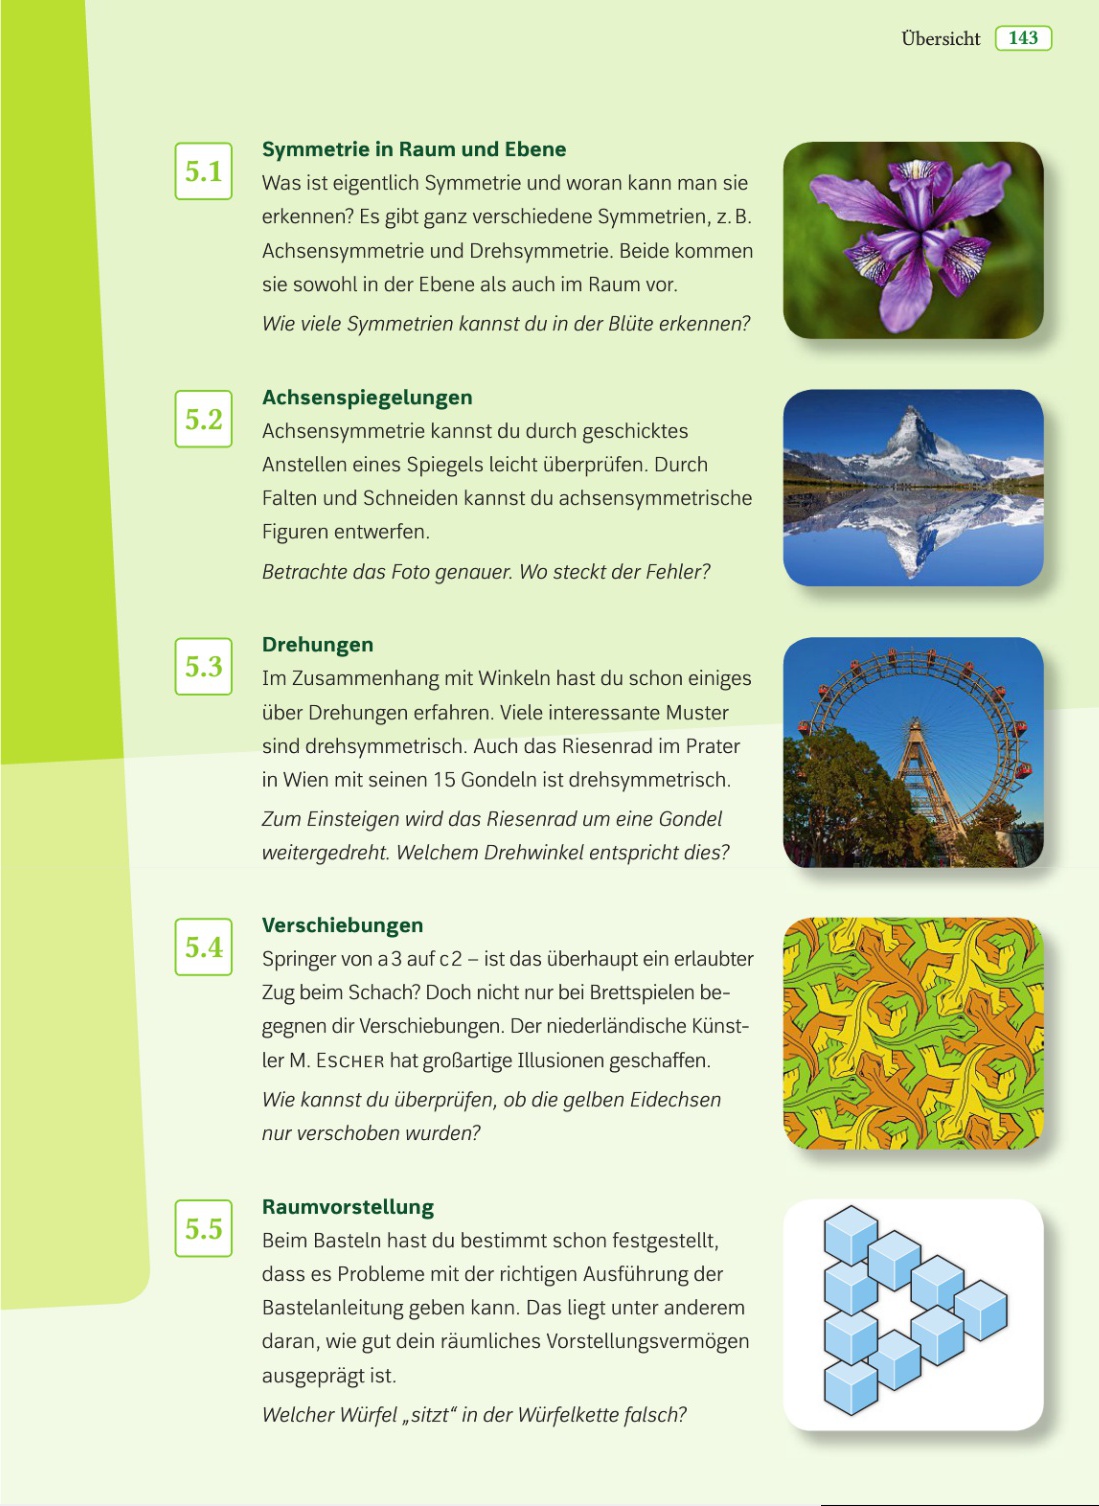 Übersicht 143
5.1
Symmetrie in Raum und Ebene
Was ist eigentlich Symmetrie und woran kann man sie
erkennen? Es gibt ganz verschiedene Symmetrien, z. B.
Achsensymmetrie und Drehsymmetrie. Beide kommen
sie sowohl in der Ebene als auch im Raum vor.
Wie viele Symmetrien kannst du in der Blüte erkennen?
5.2
Achsenspiegelungen
Achsensymmetrie kannst du durch geschicktes
Anstellen eines Spiegels leicht überprüfen. Durch
Falten und Schneiden kannst du achsensymmetrische
Figuren entwerfen.
Betrachte das Foto genauer. Wo steckt der Fehler?
5.3
Drehungen
Im Zusammenhang mit Winkeln hast du schon einiges
über Drehungen erfahren. Viele interessante Muster
sind drehsymmetrisch. Auch das Riesenrad im Prater
in Wien mit seinen 15 Gondeln ist drehsymmetrisch.
Zum Einsteigen wird das Riesenrad um eine Gondel
weitergedreht. Welchem Drehwinkel entspricht dies?
5.4
Verschiebungen
Springer von a 3 auf c 2 – ist das überhaupt ein erlaubter
Zug beim Schach? Doch nicht nur bei Brettspielen be-
gegnen dir Verschiebungen. Der niederländische Künst-
ler M. ESCHER hat großartige Illusionen geschaffen.
Wie kannst du überprüfen, ob die gelben Eidechsen
nur verschoben wurden?
5.5
Raumvorstellung
Beim Basteln hast du bestimmt schon festgestellt,
dass es Probleme mit der richtigen Ausführung der
Bastelanleitung geben kann. Das liegt unter anderem
daran, wie gut dein räumliches Vorstellungsvermögen
ausgeprägt ist.
Welcher Würfel „sitzt“ in der Würfelkette falsch?